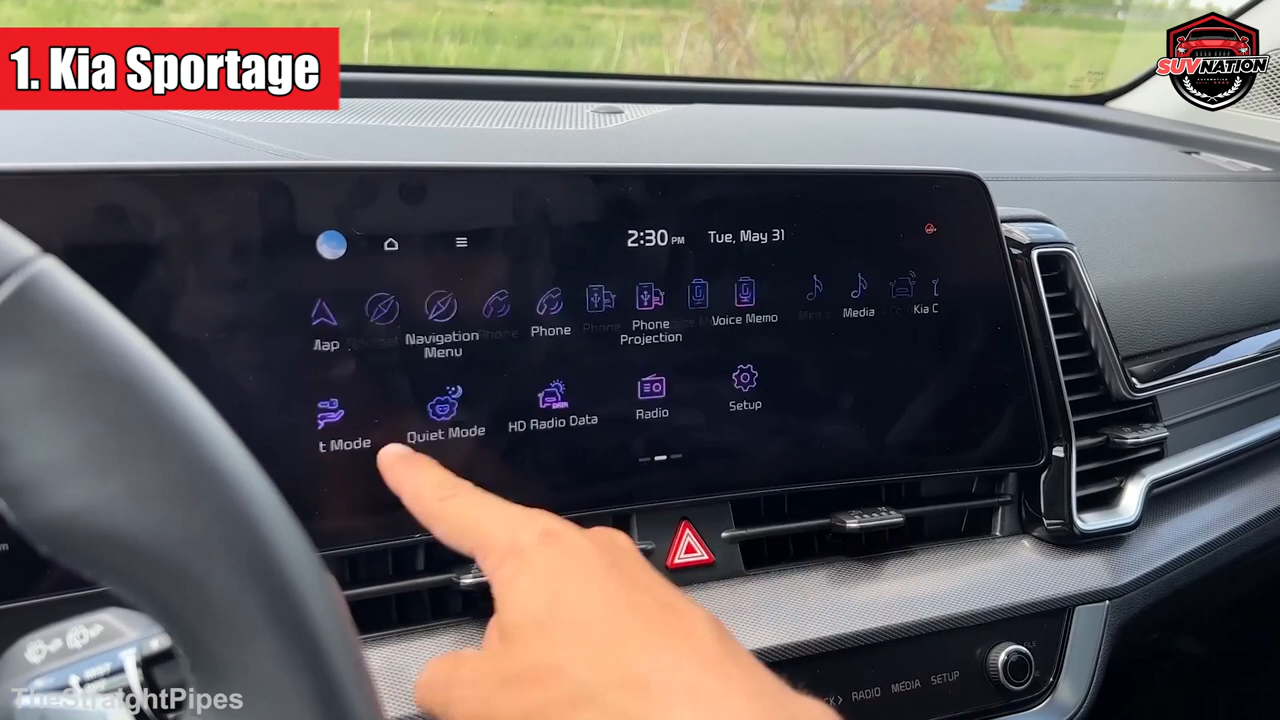 1. Kia Sportage
SUVNATION
2:30 PM Tue, May 31
Map
Navigation Menu
Phone
Phone Projection
Voice Memo
Media
Kia C
t Mode
Quiet Mode
HD Radio Data
Radio
Setup
RADIO MEDIA SETUP
TheStraightPipes